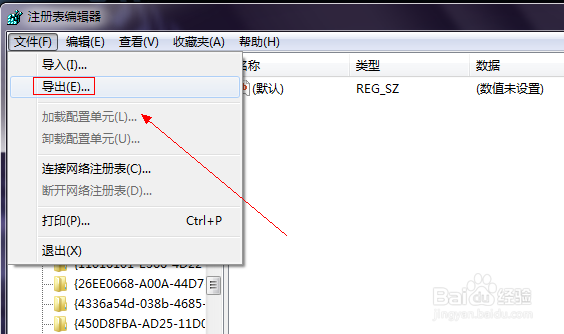 注册表编辑器
文件(F) 编辑(E) 查看(V) 收藏夹(A) 帮助(H)
导入(I)...
导出(E)...
加载配置单元(L)...
卸载配置单元(U)...
连接网络注册表(C)...
断开网络注册表(D)...
打印(P)... Ctrl+P
退出(X)
名称 类型 数据
(默认) REG_SZ (数值未设置)
{26EE0668-A00A-44D7
{4336a54d-038b-4685-
{450D8FBA-AD25-11D0
Baidu 经验
jingyan.baidu.com